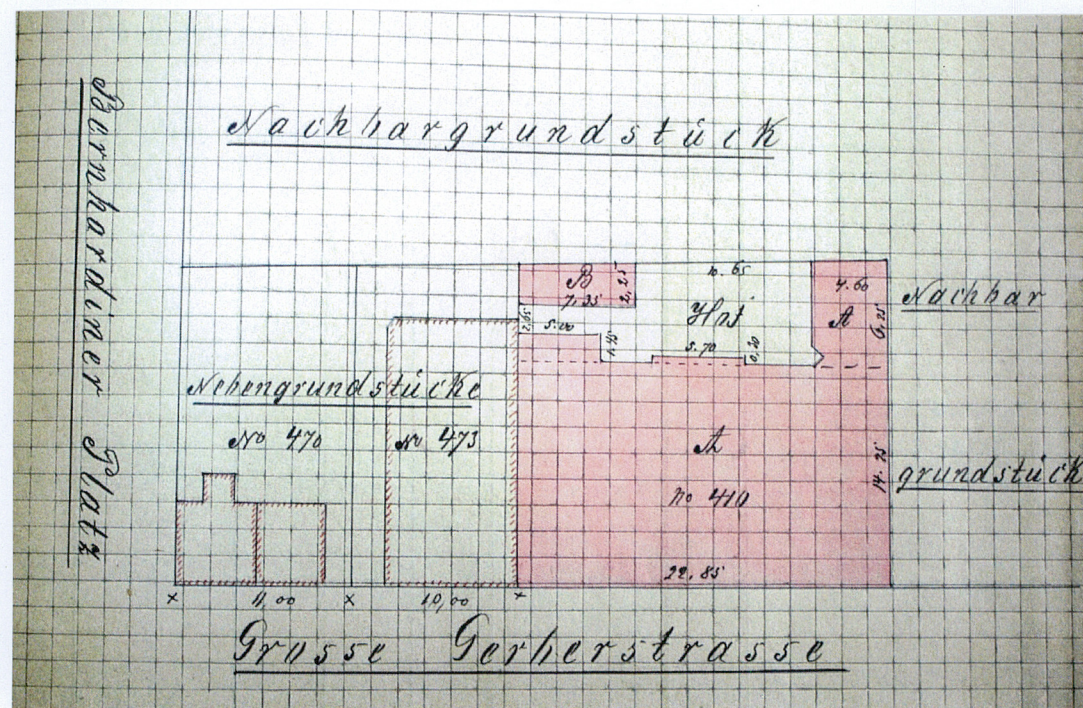 Nachbargrundstück
Bernhardiner Platz
B
7.35
2,25
10.65
Hof
4.60
A
6,25
Nachbar
5.00
1,45
5.70
0,20
Nebengrundstücke
No 470
No 473
A
no 410
14.25
grundstück
22.85
x 11,00 x 10,00 x
Grosse Gerberstrasse